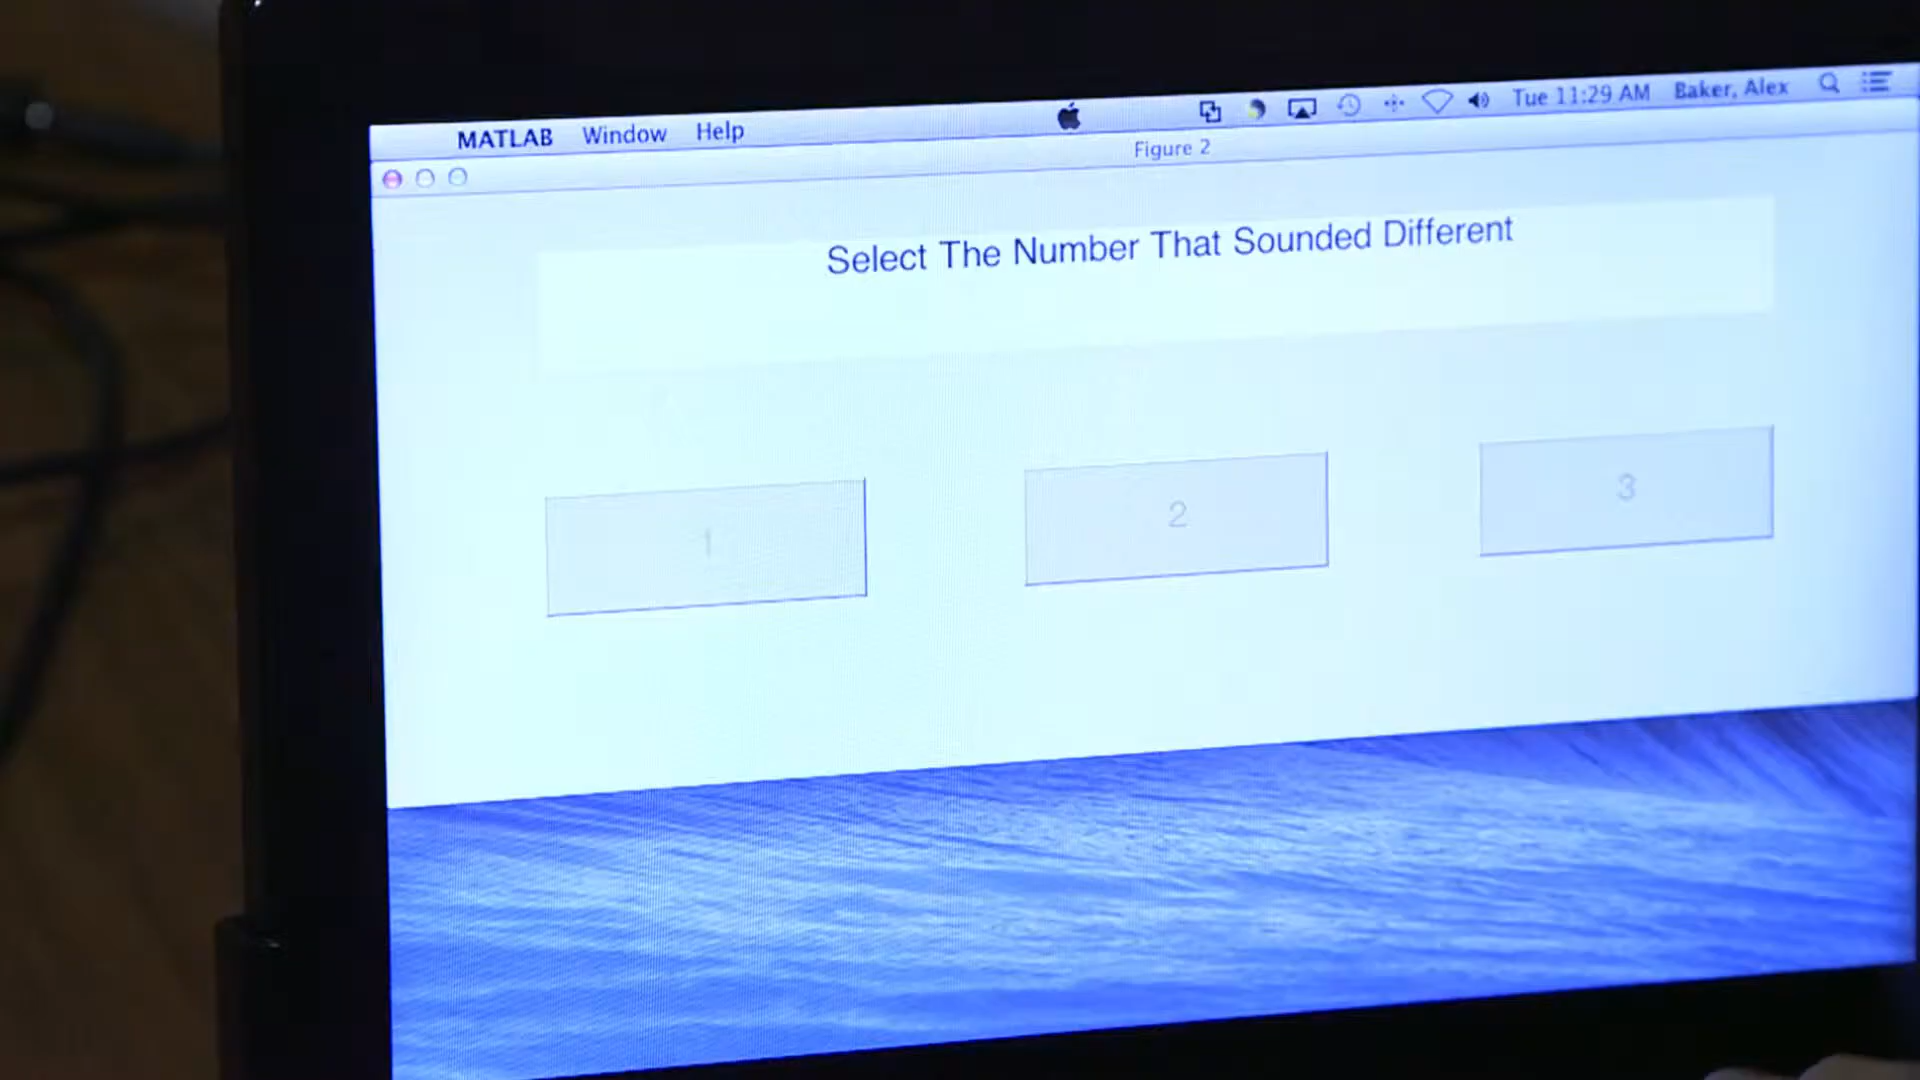 MATLAB Window Help Tue 11:29 AM Baker, Alex
Figure 2
Select The Number That Sounded Different
1 2 3